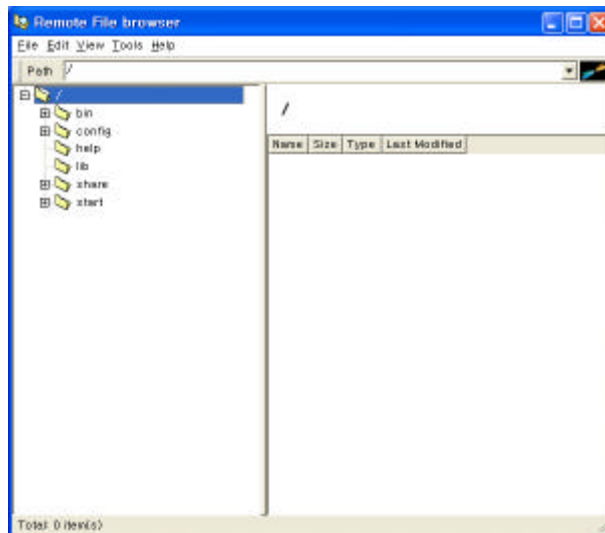 Remote File browser
File Edit View Tools Help
Path /
/
bin
config
help
lib
share
start
/
Name Size Type Last Modified
Total: 0 item(s)